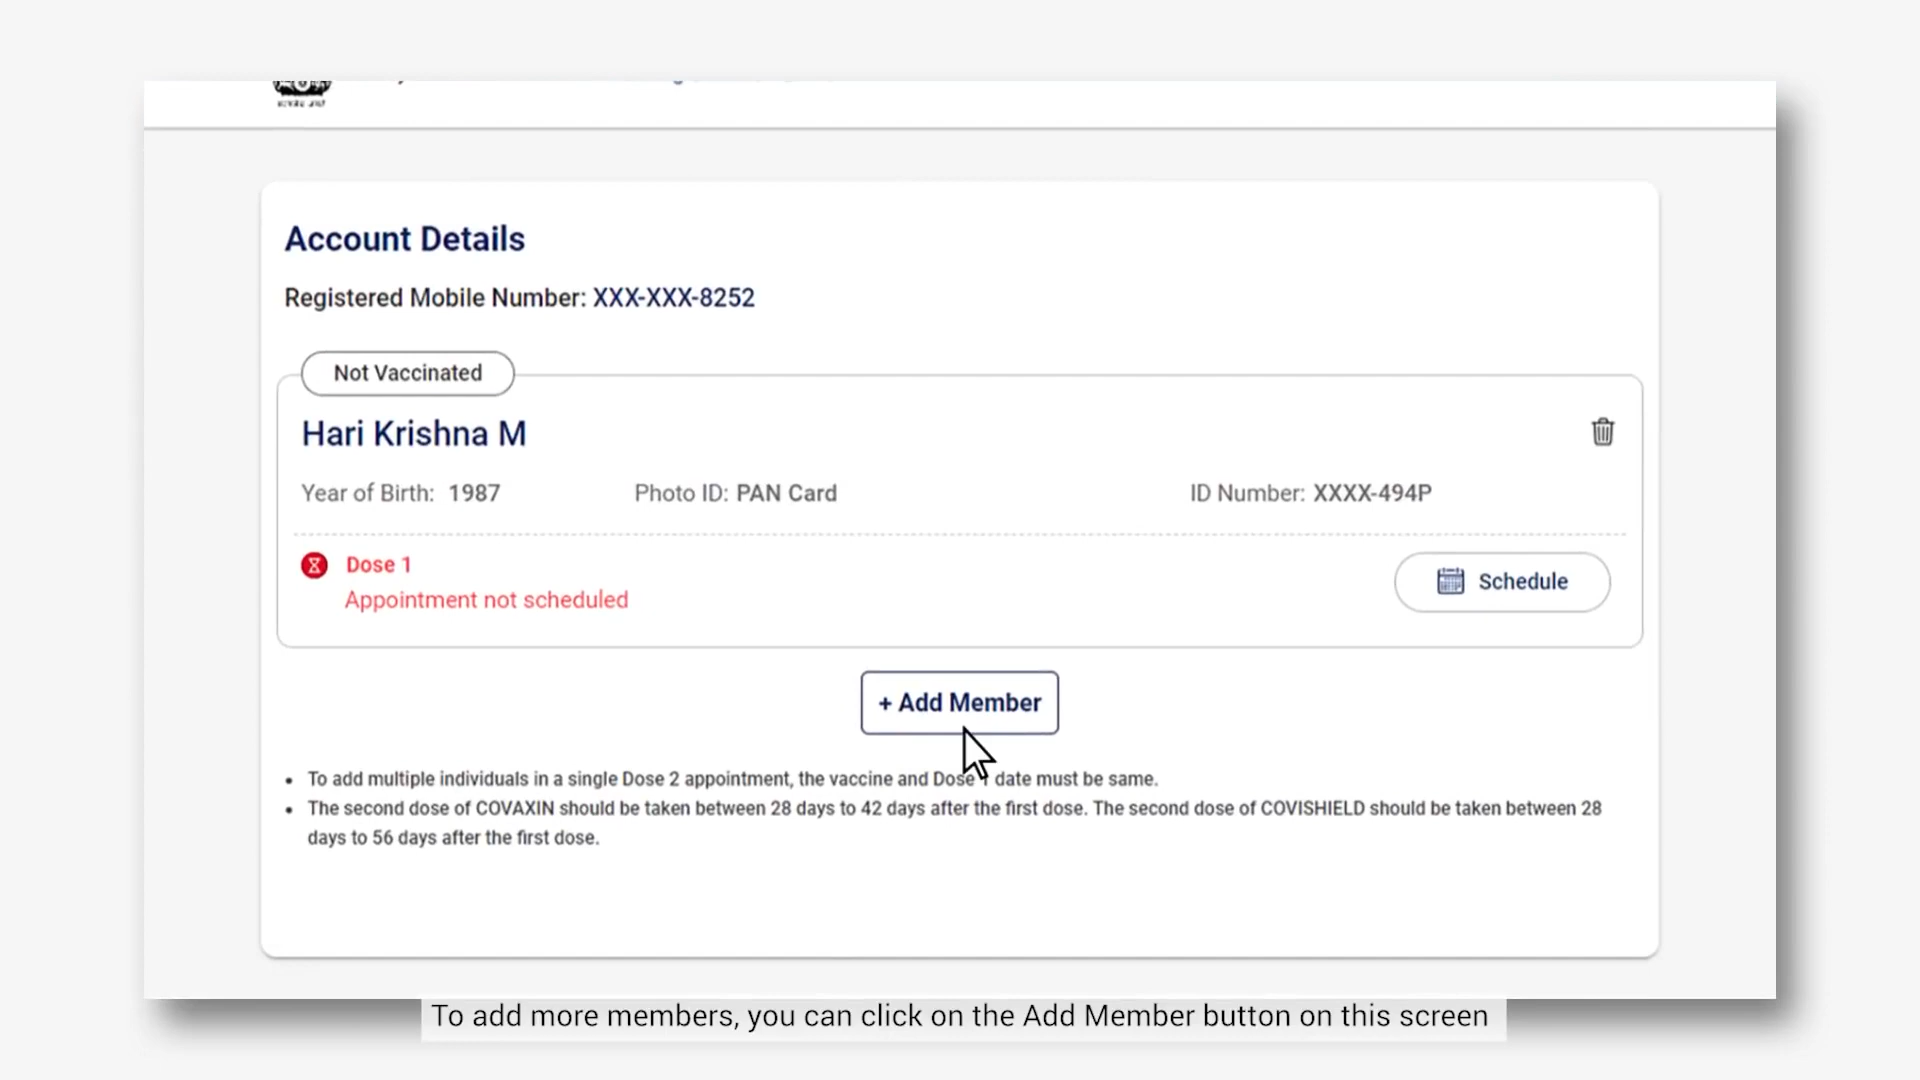 Account Details
Registered Mobile Number: XXX-XXX-8252
Not Vaccinated
Hari Krishna M
Year of Birth: 1987 Photo ID: PAN Card ID Number: XXXX-494P
Dose 1
Appointment not scheduled
Schedule
+ Add Member
• To add multiple individuals in a single Dose 2 appointment, the vaccine and Dose 1 date must be same.
• The second dose of COVAXIN should be taken between 28 days to 42 days after the first dose. The second dose of COVISHIELD should be taken between 28
days to 56 days after the first dose.
To add more members, you can click on the Add Member button on this screen